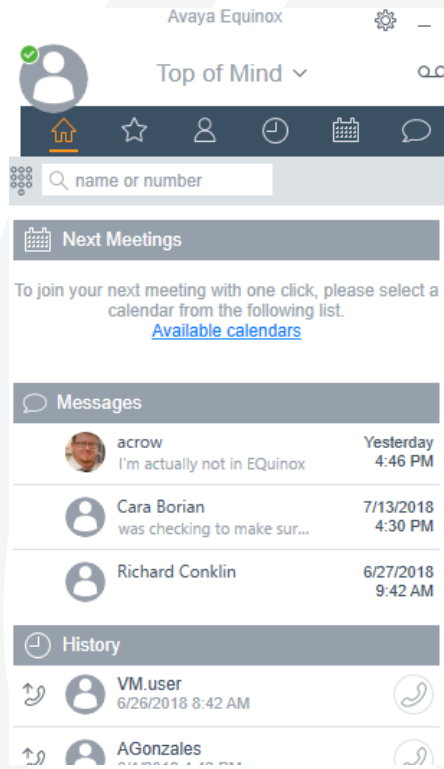 Avaya Equinox
Top of Mind
name or number
Next Meetings
To join your next meeting with one click, please select a
calendar from the following list.
Available calendars
Messages
acrow
Yesterday
I'm actually not in EQuinox
4:46 PM
Cara Borian
7/13/2018
was checking to make sur...
4:30 PM
Richard Conklin
6/27/2018
9:42 AM
History
VM.user
6/26/2018 8:42 AM
AGonzales